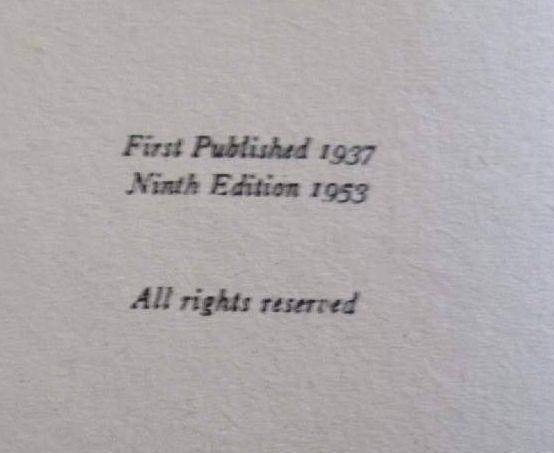 First Published 1937
Ninth Edition 1953
All rights reserved